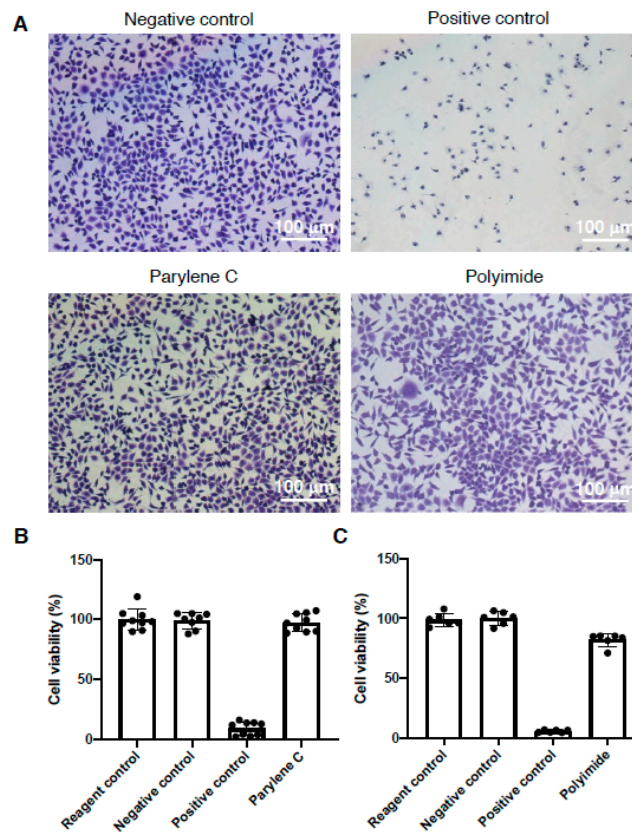 A
Negative control
Positive control
100 μm
100 μm
Parylene C
Polyimide
100 μm
100 μm
B
Cell viability (%)
150
100
50
0
Reagent control
Negative control
Positive control
Parylene C
C
Cell viability (%)
150
100
50
0
Reagent control
Negative control
Positive control
Polyimide